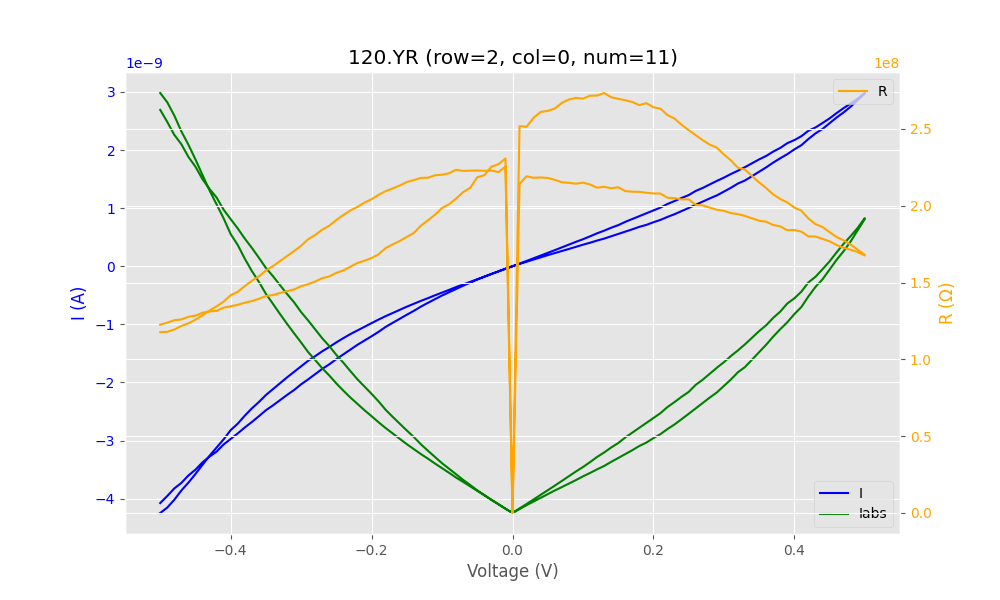 120.YR (row=2, col=0, num=11)
1e−9
1e8
R
3
2
1
0
−1
−2
−3
−4
I (A)
2.5
2.0
1.5
1.0
0.5
0.0
R (Ω)
I
Iabs
−0.4
−0.2
0.0
0.2
0.4
Voltage (V)